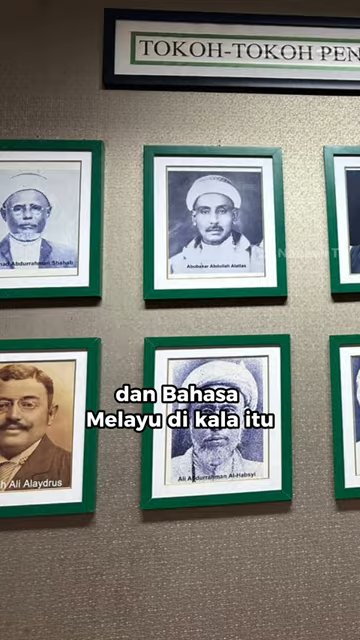 TOKOH-TOKOH PEN
ad Abdurrahman Shahab
Abubakar Abdullah Alattas
dan Bahasa
Melayu di kala itu
h Ali Alaydrus
Ali Abdurrahman Al-Habsyi